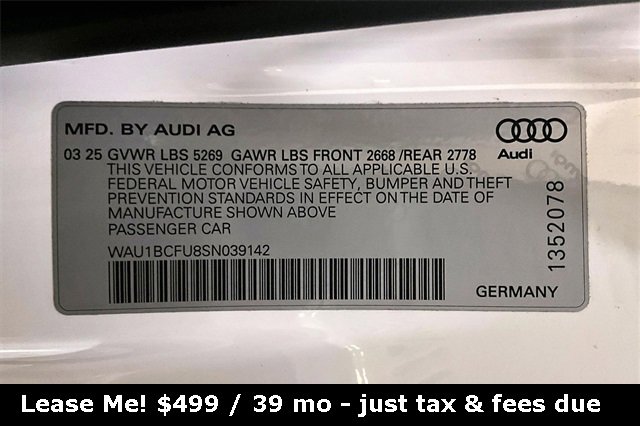 MFD. BY AUDI AG
03 25 GVWR LBS 5269 GAWR LBS FRONT 2668 /REAR 2778
THIS VEHICLE CONFORMS TO ALL APPLICABLE U.S.
FEDERAL MOTOR VEHICLE SAFETY, BUMPER AND THEFT
PREVENTION STANDARDS IN EFFECT ON THE DATE OF
MANUFACTURE SHOWN ABOVE
PASSENGER CAR
WAU1BCFU8SN039142
Audi
1352078
GERMANY
Lease Me! $499 / 39 mo - just tax & fees due